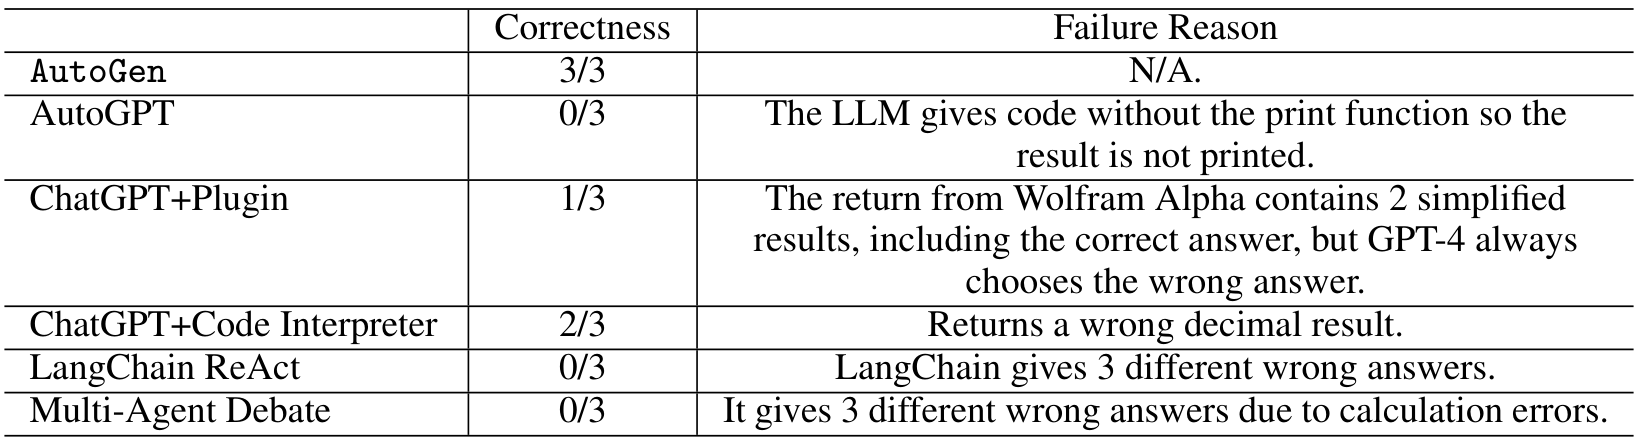 Correctness Failure Reason
AutoGen 3/3 N/A.
AutoGPT 0/3 The LLM gives code without the print function so the
result is not printed.
ChatGPT+Plugin 1/3 The return from Wolfram Alpha contains 2 simplified
results, including the correct answer, but GPT-4 always
chooses the wrong answer.
ChatGPT+Code Interpreter 2/3 Returns a wrong decimal result.
LangChain ReAct 0/3 LangChain gives 3 different wrong answers.
Multi-Agent Debate 0/3 It gives 3 different wrong answers due to calculation errors.